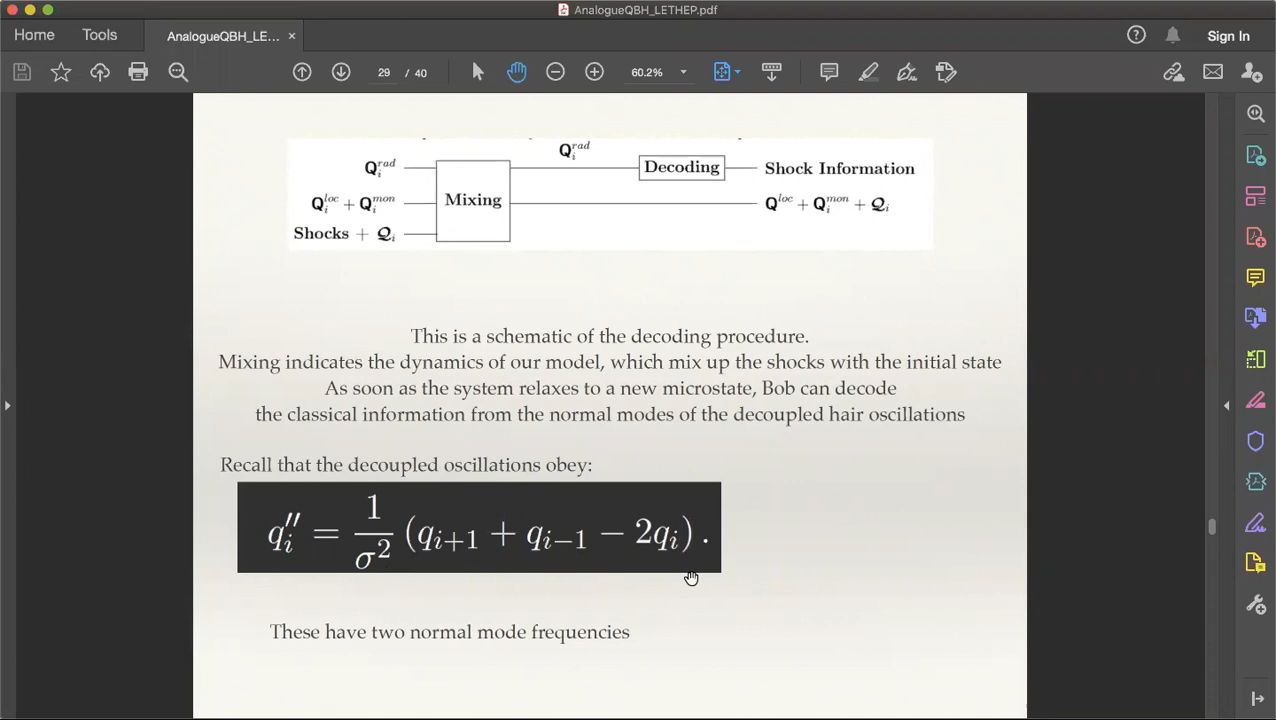 AnalogueQBH_LETHEP.pdf
Home Tools AnalogueQBH_LE... × Sign In
29 / 40 60.2%
Q_i^{rad}
Q_i^{rad} Decoding Shock Information
Q_i^{loc} + Q_i^{mon} Mixing Q^{loc} + Q_i^{mon} + 𝒬_i
Shocks + 𝒬_i
This is a schematic of the decoding procedure.
Mixing indicates the dynamics of our model, which mix up the shocks with the initial state
As soon as the system relaxes to a new microstate, Bob can decode
the classical information from the normal modes of the decoupled hair oscillations
Recall that the decoupled oscillations obey:
q_i'' = \frac{1}{σ^2} (q_{i+1} + q_{i-1} − 2q_i) .
These have two normal mode frequencies